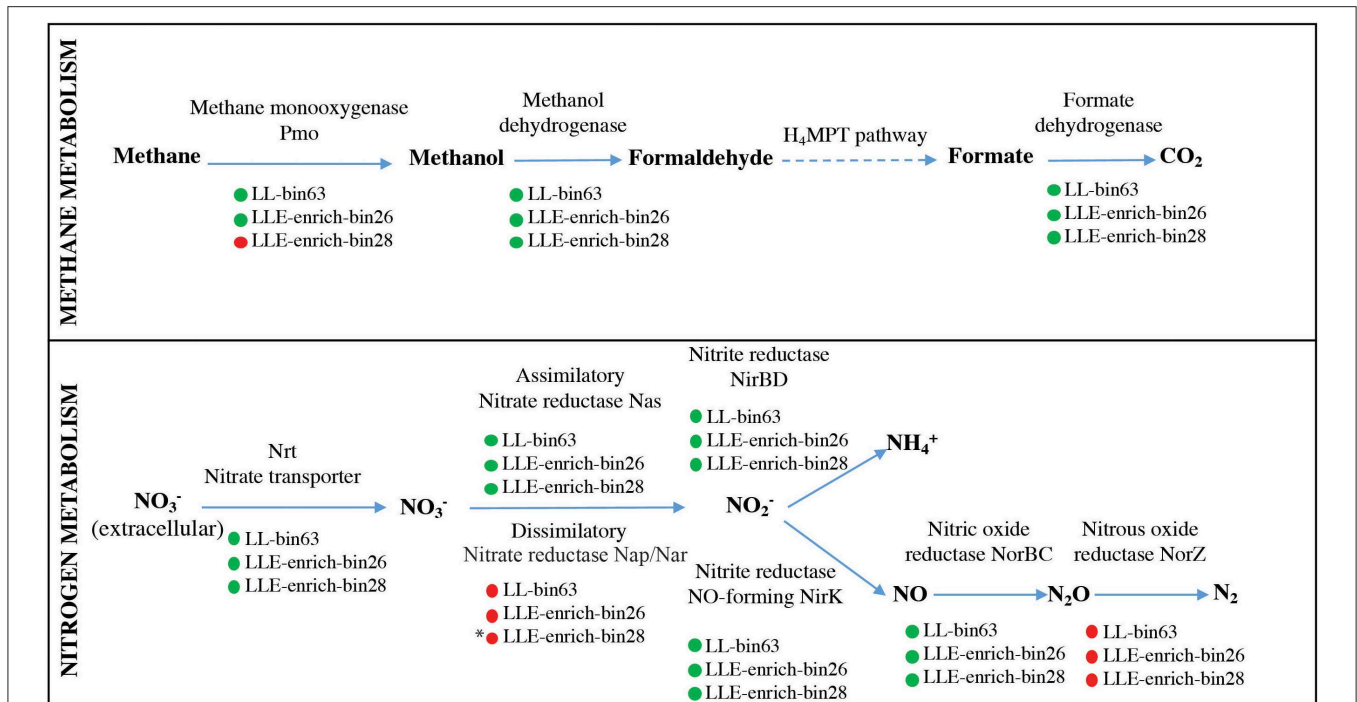 METHANE METABOLISM
Methane monooxygenase
Pmo
Methanol
dehydrogenase
H₄MPT pathway
Formate
dehydrogenase
Methane
Methanol
Formaldehyde
Formate
CO₂
LL-bin63
LLE-enrich-bin26
LLE-enrich-bin28
LL-bin63
LLE-enrich-bin26
LLE-enrich-bin28
LL-bin63
LLE-enrich-bin26
LLE-enrich-bin28
NITROGEN METABOLISM
Nrt
Nitrate transporter
NO₃⁻
(extracellular)
LL-bin63
LLE-enrich-bin26
LLE-enrich-bin28
NO₃⁻
Assimilatory
Nitrate reductase Nas
LL-bin63
LLE-enrich-bin26
LLE-enrich-bin28
Dissimilatory
Nitrate reductase Nap/Nar
LL-bin63
LLE-enrich-bin26
* LLE-enrich-bin28
Nitrite reductase
NirBD
LL-bin63
LLE-enrich-bin26
LLE-enrich-bin28
NO₂⁻
NH₄⁺
Nitrite reductase
NO-forming NirK
LL-bin63
LLE-enrich-bin26
LLE-enrich-bin28
NO
Nitric oxide
reductase NorBC
LL-bin63
LLE-enrich-bin26
LLE-enrich-bin28
N₂O
Nitrous oxide
reductase NorZ
LL-bin63
LLE-enrich-bin26
LLE-enrich-bin28
N₂